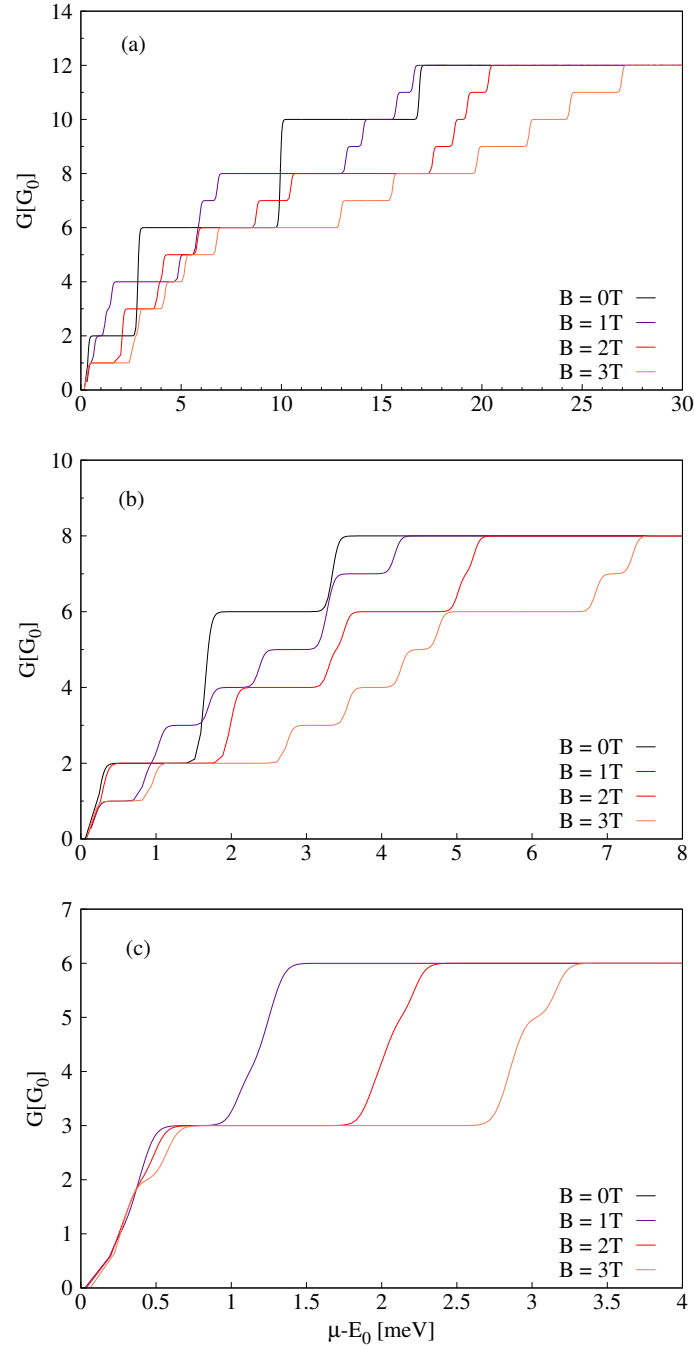 14
12
10
8
6
4
2
0
G[G0]
(a)
B = 0T
B = 1T
B = 2T
B = 3T
5 10 15 20 25 30
10
8
6
4
2
0
G[G0]
(b)
B = 0T
B = 1T
B = 2T
B = 3T
0 1 2 3 4 5 6 7 8
7
6
5
4
3
2
1
0
G[G0]
(c)
B = 0T
B = 1T
B = 2T
B = 3T
0 0.5 1 1.5 2 2.5 3 3.5 4
μ-E0 [meV]